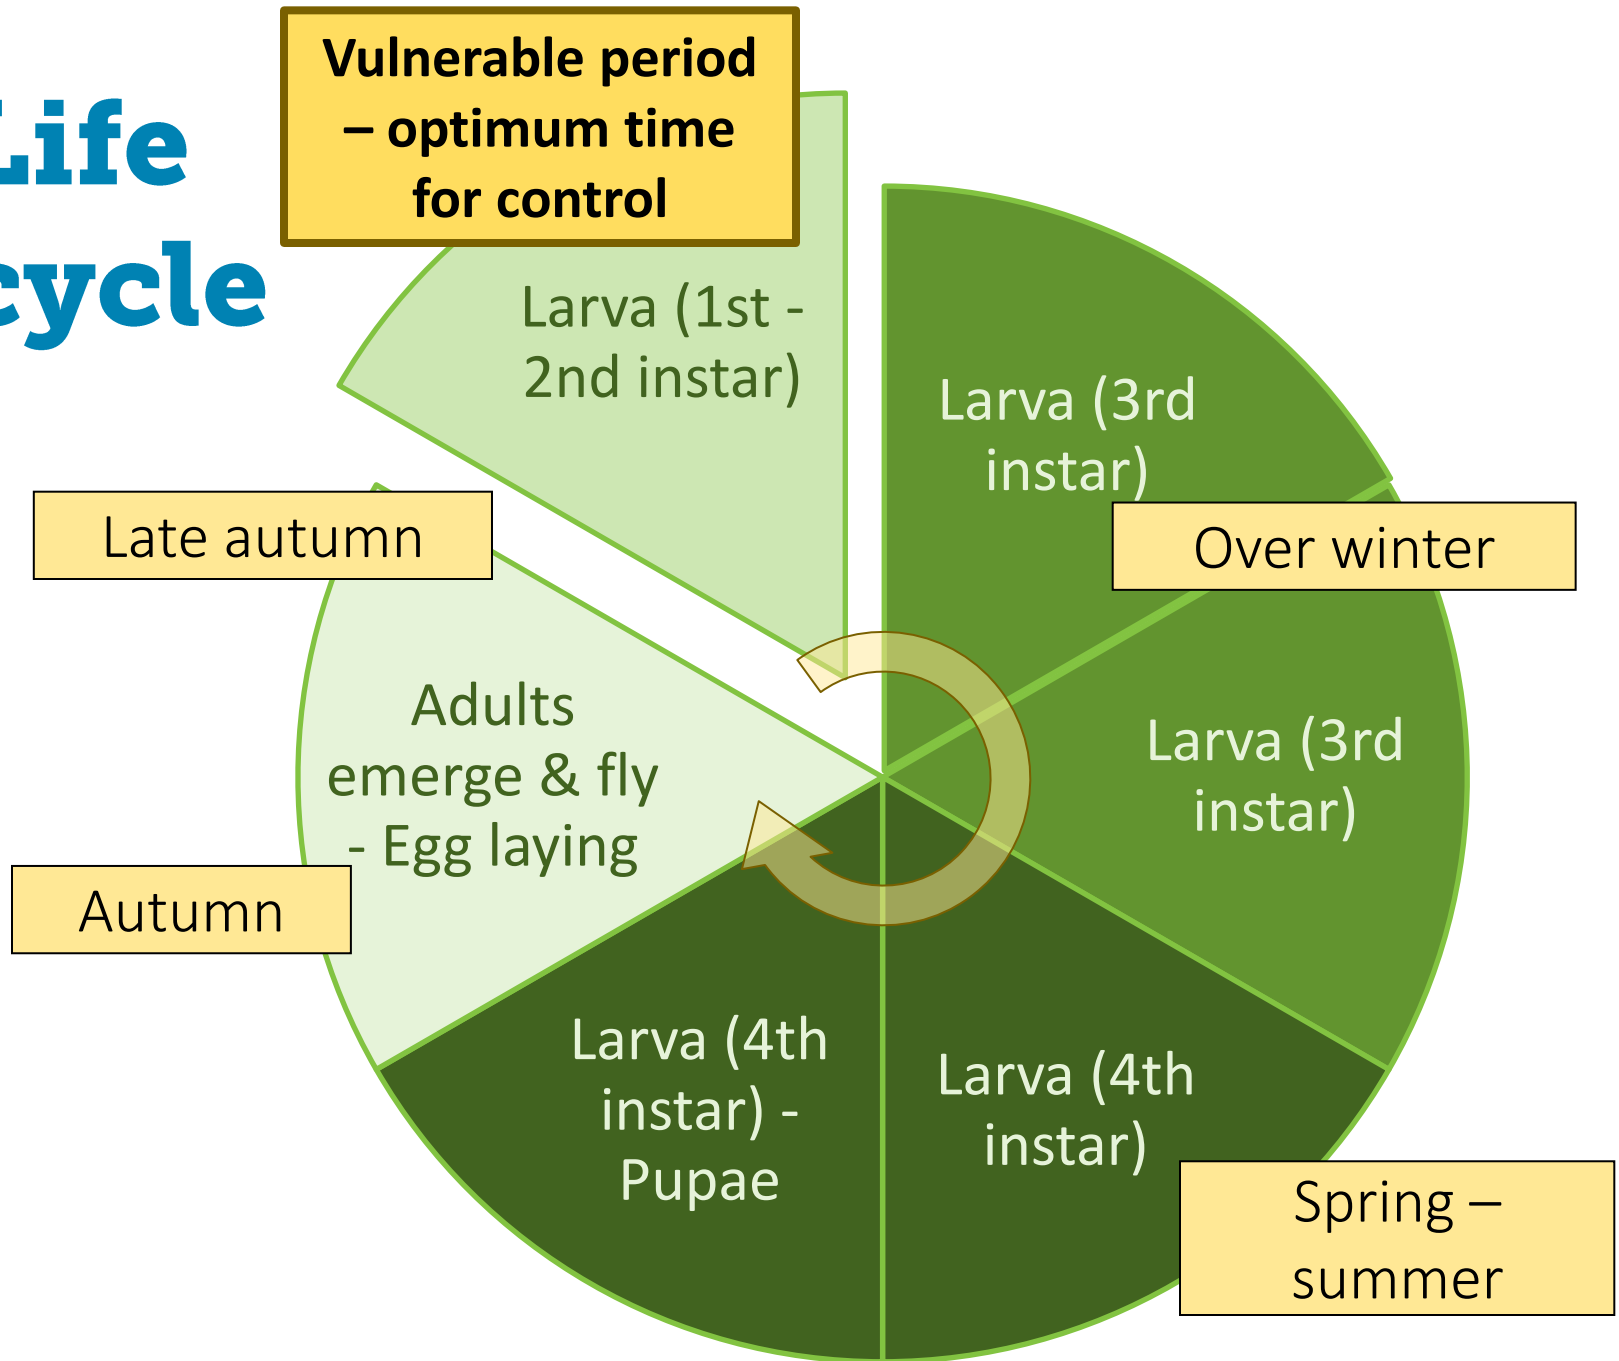 Life
cycle
Vulnerable period
– optimum time
for control
Larva (1st -
2nd instar)
Larva (3rd
instar)
Late autumn
Over winter
Adults
emerge & fly
- Egg laying
Larva (3rd
instar)
Autumn
Larva (4th
instar) -
Pupae
Larva (4th
instar)
Spring –
summer